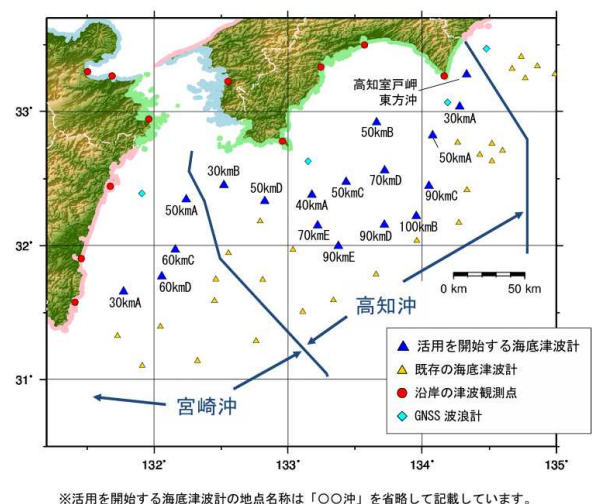 高知室戸岬
東方沖
33°
30kmA
50kmB
50kmA
30kmB
50kmD
50kmC
70kmD
90kmC
50kmA
40kmA
100kmB
70kmE
90kmD
32°
60kmC
90kmE
60kmD
30kmA
0 km
50 km
高知沖
31°
宮崎沖
活用を開始する海底津波計
既存の海底津波計
沿岸の津波観測点
GNSS 波浪計
132°
133°
134°
135°
※活用を開始する海底津波計の地点名称は「〇〇沖」を省略して記載しています。